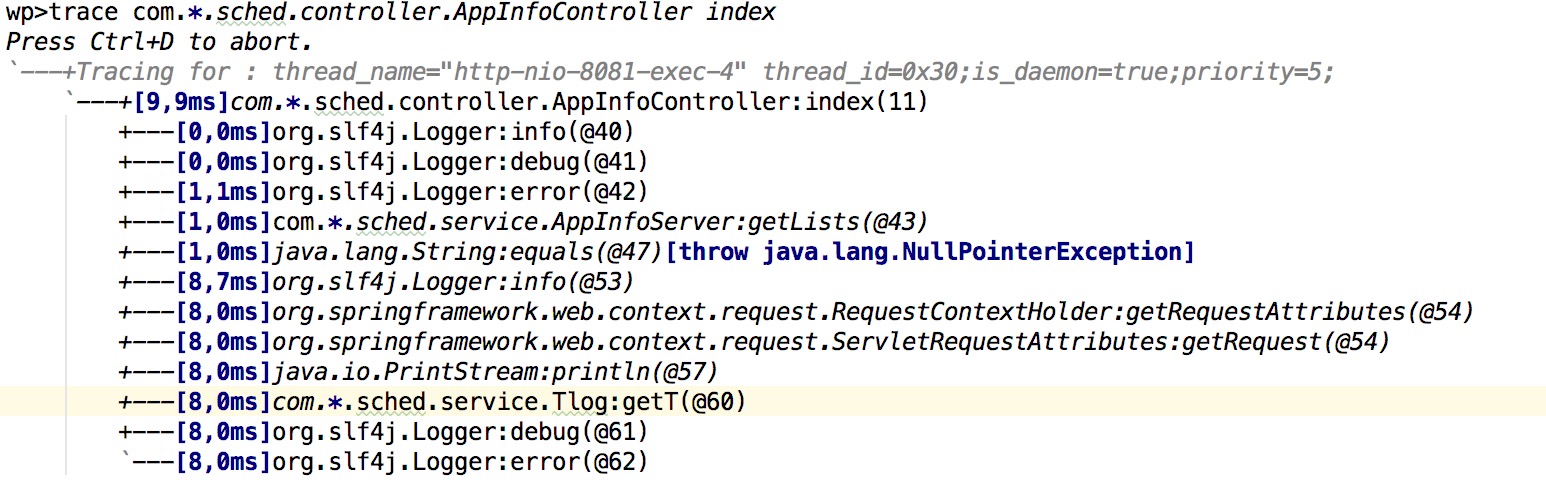 wp>trace com.*.sched.controller.AppInfoController index
Press Ctrl+D to abort.
`---+Tracing for : thread_name="http-nio-8081-exec-4" thread_id=0x30;is_daemon=true;priority=5;
    `---+[9,9ms]com.*.sched.controller.AppInfoController:index(11)
        +---[0,0ms]org.slf4j.Logger:info(@40)
        +---[0,0ms]org.slf4j.Logger:debug(@41)
        +---[1,1ms]org.slf4j.Logger:error(@42)
        +---[1,0ms]com.*.sched.service.AppInfoServer:getLists(@43)
        +---[1,0ms]java.lang.String:equals(@47)[throw java.lang.NullPointerException]
        +---[8,7ms]org.slf4j.Logger:info(@53)
        +---[8,0ms]org.springframework.web.context.request.RequestContextHolder:getRequestAttributes(@54)
        +---[8,0ms]org.springframework.web.context.request.ServletRequestAttributes:getRequest(@54)
        +---[8,0ms]java.io.PrintStream:println(@57)
        +---[8,0ms]com.*.sched.service.Tlog:getT(@60)
        +---[8,0ms]org.slf4j.Logger:debug(@61)
        `---[8,0ms]org.slf4j.Logger:error(@62)